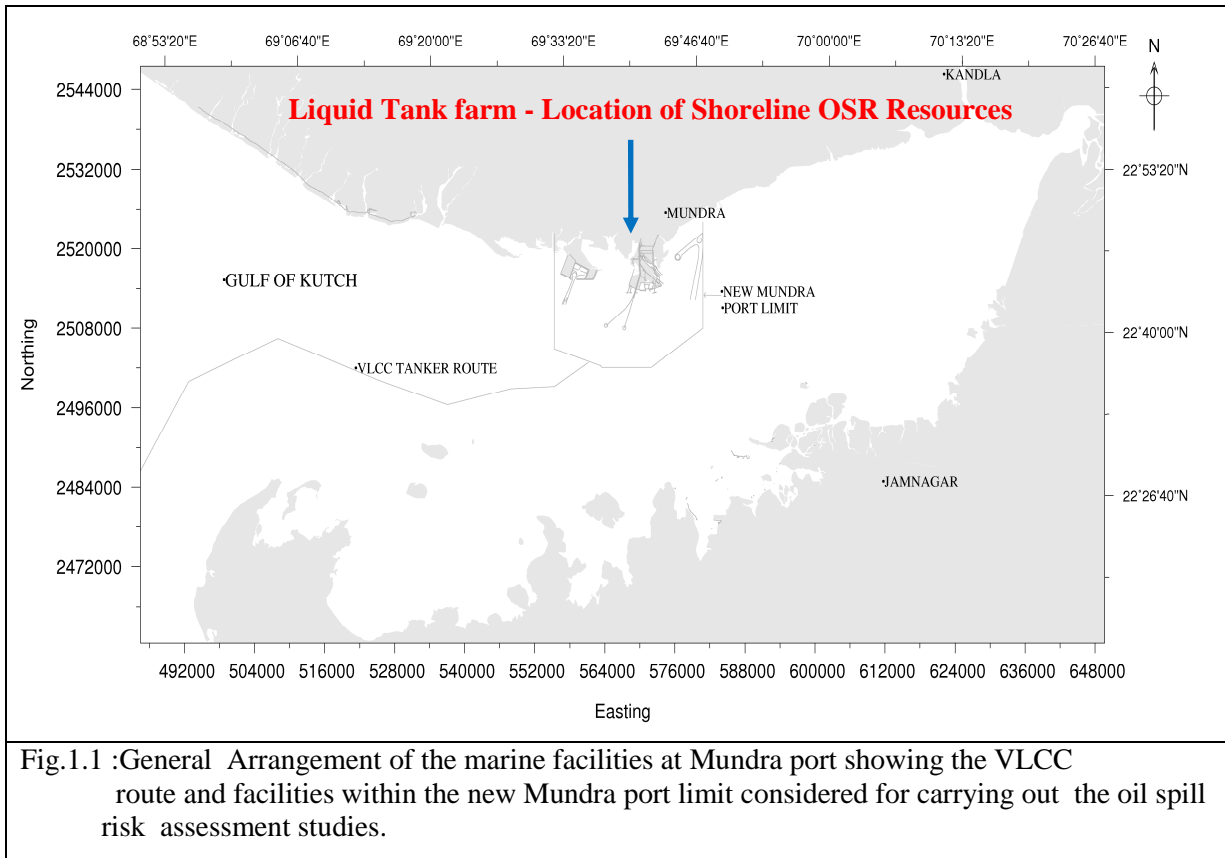 68°53'20"E 69°06'40"E 69°20'00"E 69°33'20"E 69°46'40"E 70°00'00"E 70°13'20"E 70°26'40"E
N
KANDLA
2544000
Liquid Tank farm - Location of Shoreline OSR Resources
2532000
22°53'20"N
MUNDRA
2520000
GULF OF KUTCH
NEW MUNDRA
PORT LIMIT
2508000
22°40'00"N
VLCC TANKER ROUTE
Northing
2496000
2484000
JAMNAGAR
22°26'40"N
2472000
492000 504000 516000 528000 540000 552000 564000 576000 588000 600000 612000 624000 636000 648000
Easting
Fig.1.1 :General Arrangement of the marine facilities at Mundra port showing the VLCC
route and facilities within the new Mundra port limit considered for carrying out the oil spill
risk assessment studies.